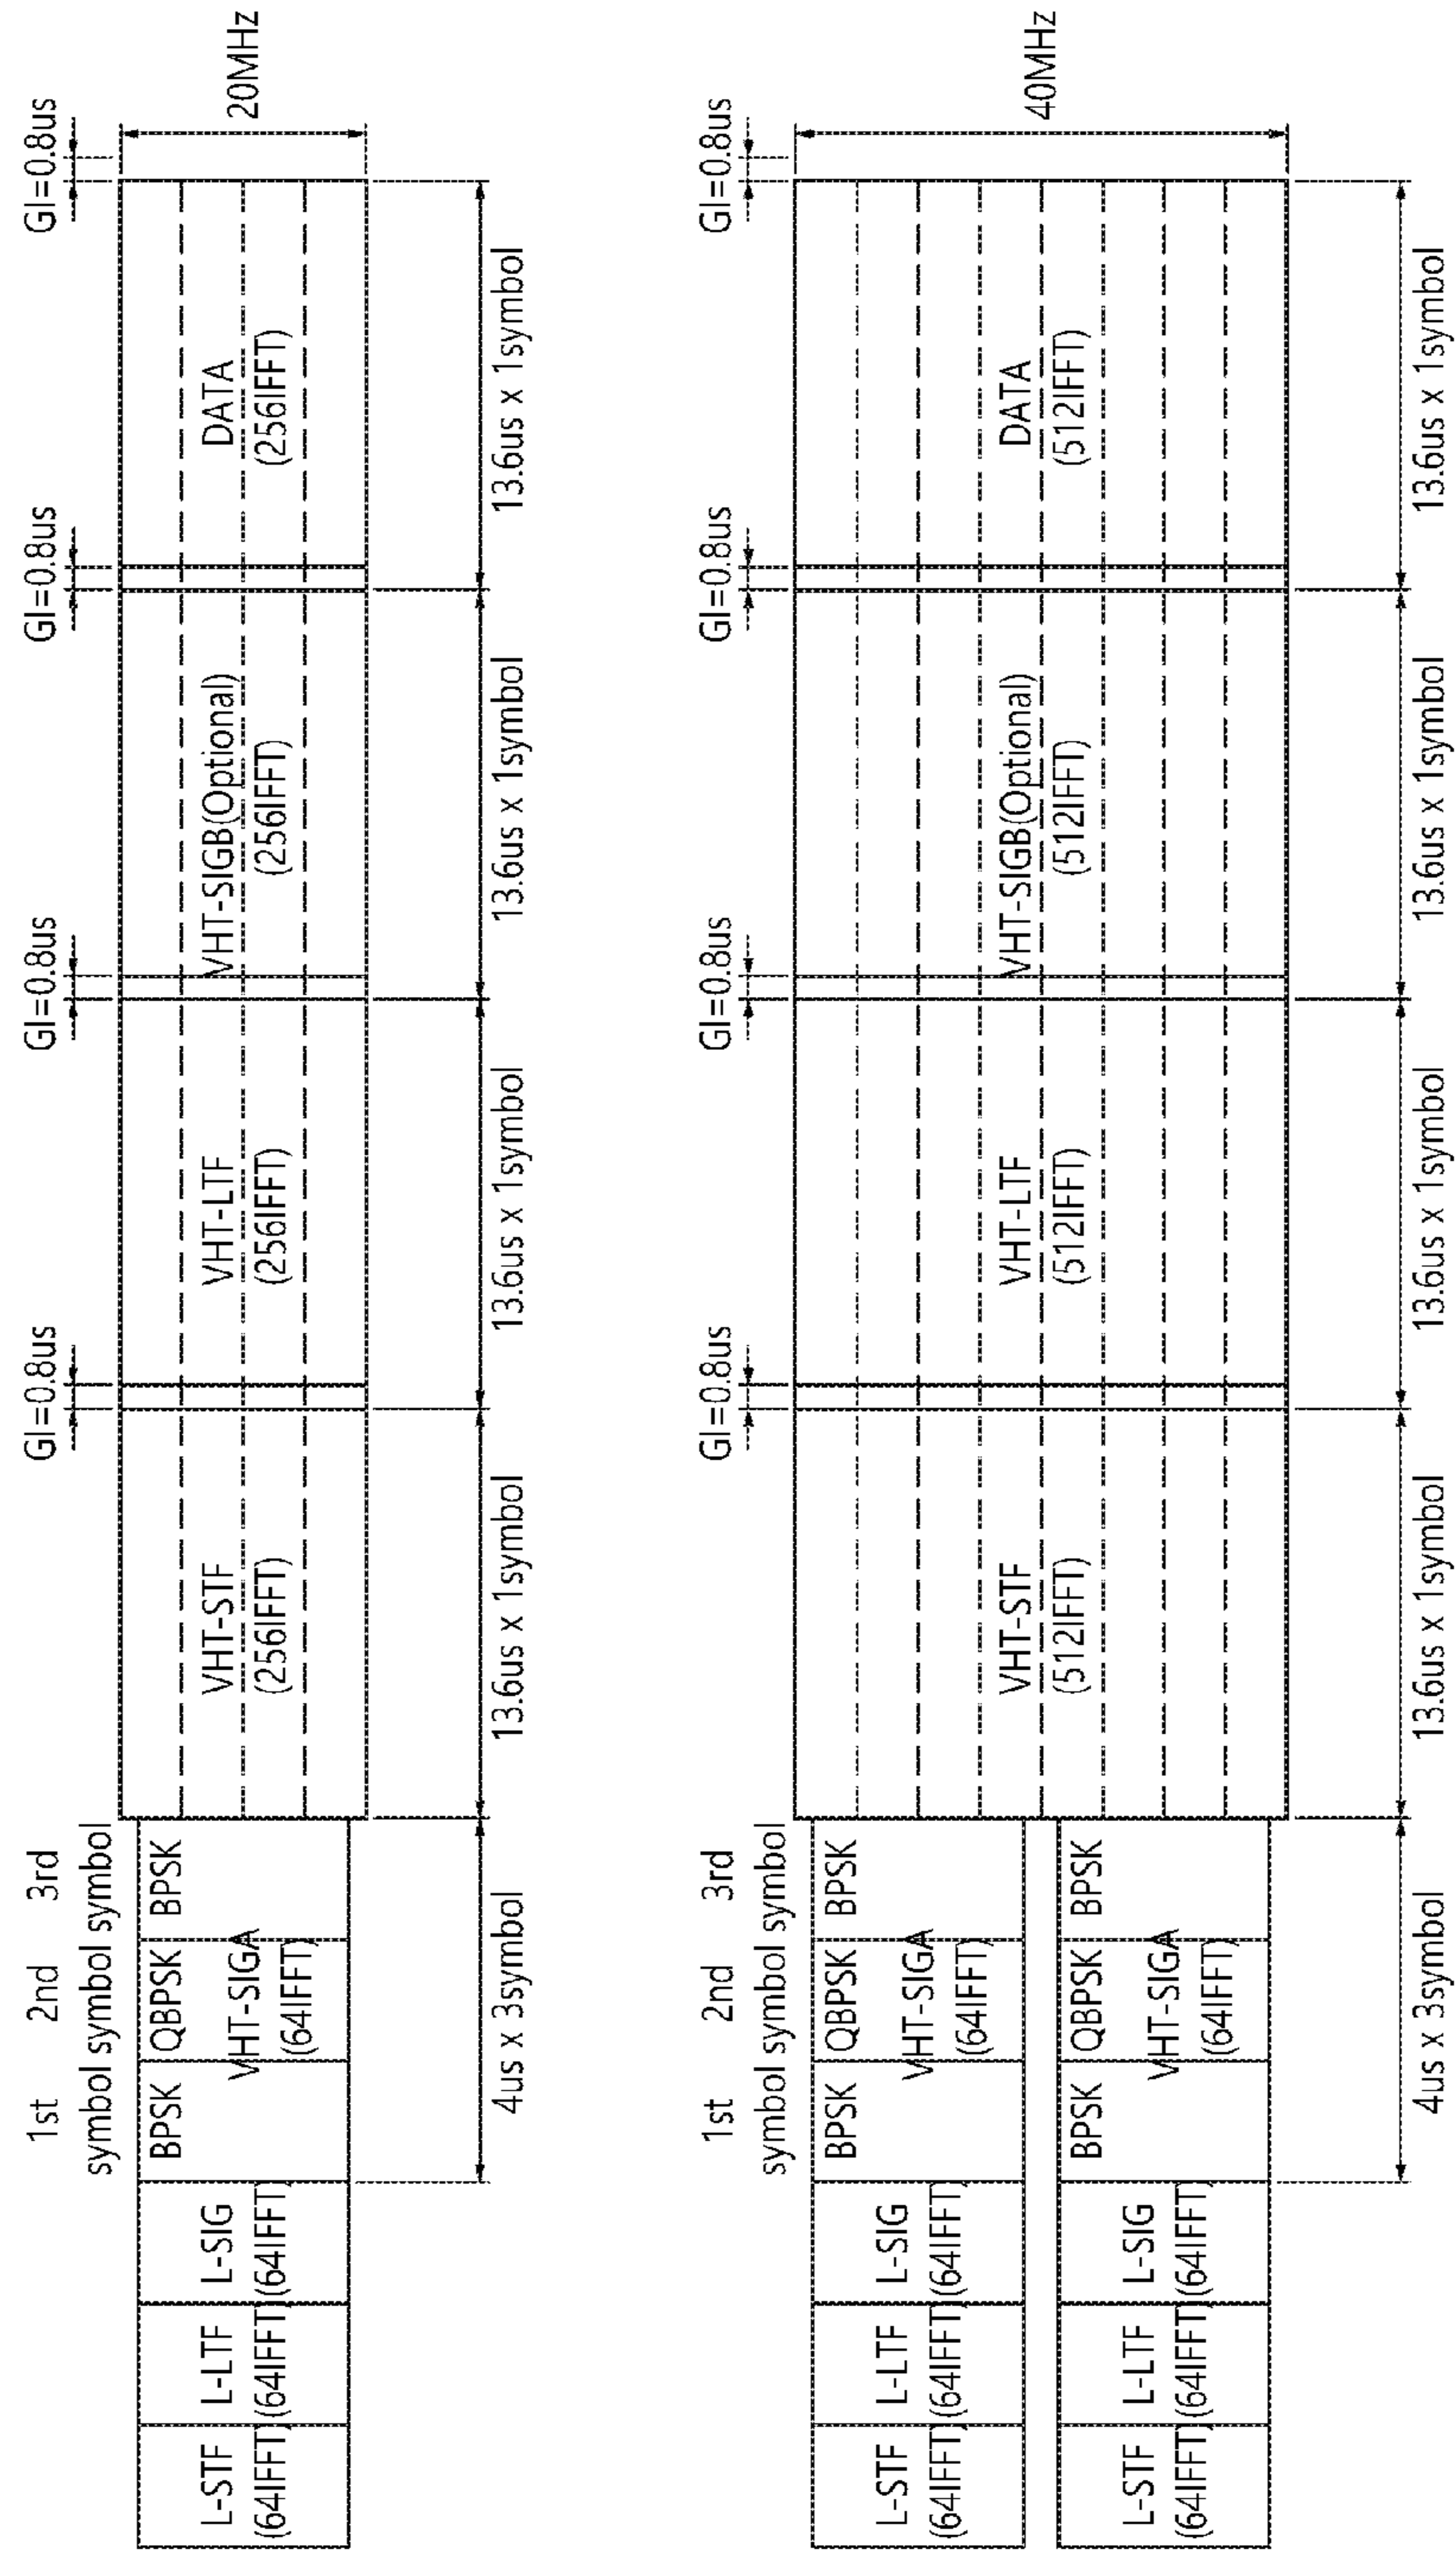 1st 2nd 3rd
symbol symbol symbol
GI=0.8us GI=0.8us GI=0.8us GI=0.8us
L-STF
(64IFFT)
L-LTF
(64IFFT)
L-SIG
(64IFFT)
BPSK QBPSK BPSK
VHT-SIGA
(64IFFT)
VHT-STF
(256IFFT)
VHT-LTF
(256IFFT)
VHT-SIGB(Optional)
(256IFFT)
DATA
(256IFFT)
20MHz
4us x 3symbol 13.6us x 1symbol 13.6us x 1symbol 13.6us x 1symbol 13.6us x 1symbol
1st 2nd 3rd
symbol symbol symbol
GI=0.8us GI=0.8us GI=0.8us GI=0.8us
L-STF
(64IFFT)
L-LTF
(64IFFT)
L-SIG
(64IFFT)
BPSK QBPSK BPSK
VHT-SIGA
(64IFFT)
L-STF
(64IFFT)
L-LTF
(64IFFT)
L-SIG
(64IFFT)
BPSK QBPSK BPSK
VHT-SIGA
(64IFFT)
VHT-STF
(512IFFT)
VHT-LTF
(512IFFT)
VHT-SIGB(Optional)
(512IFFT)
DATA
(512IFFT)
40MHz
4us x 3symbol 13.6us x 1symbol 13.6us x 1symbol 13.6us x 1symbol 13.6us x 1symbol